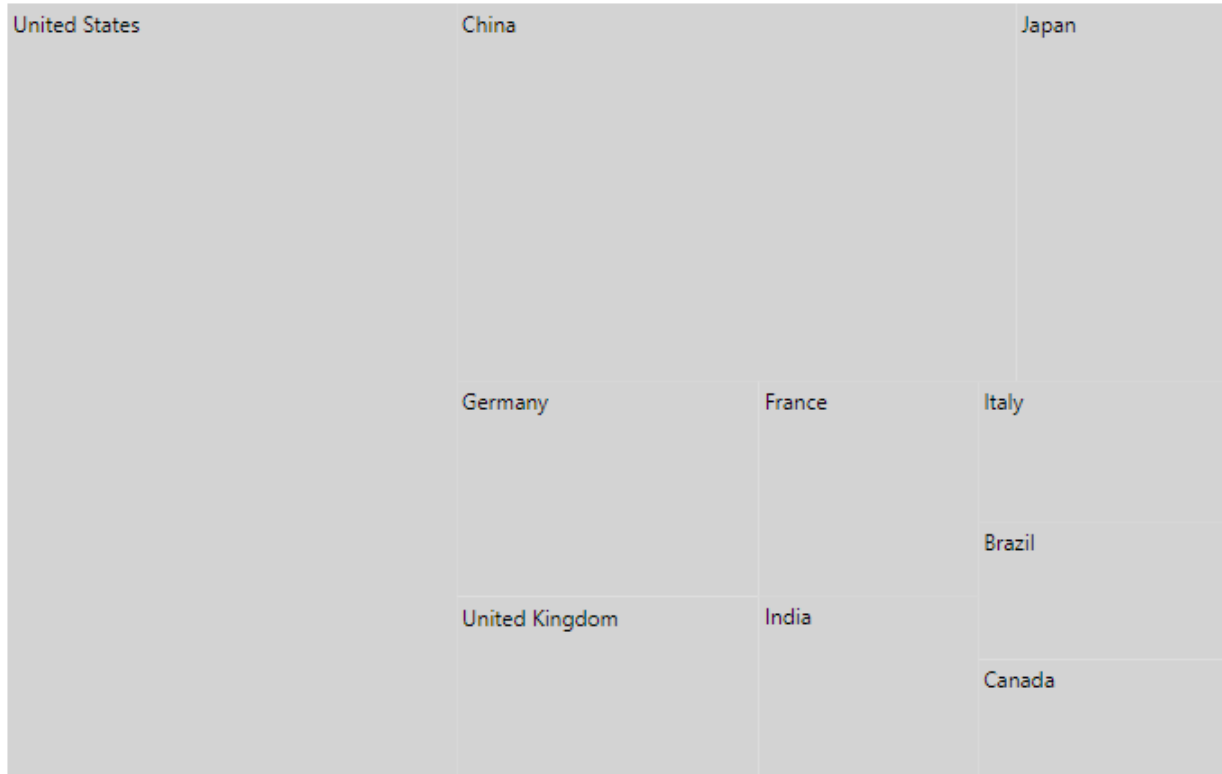 United States
China
Japan
Germany
France
Italy
Brazil
United Kingdom
India
Canada